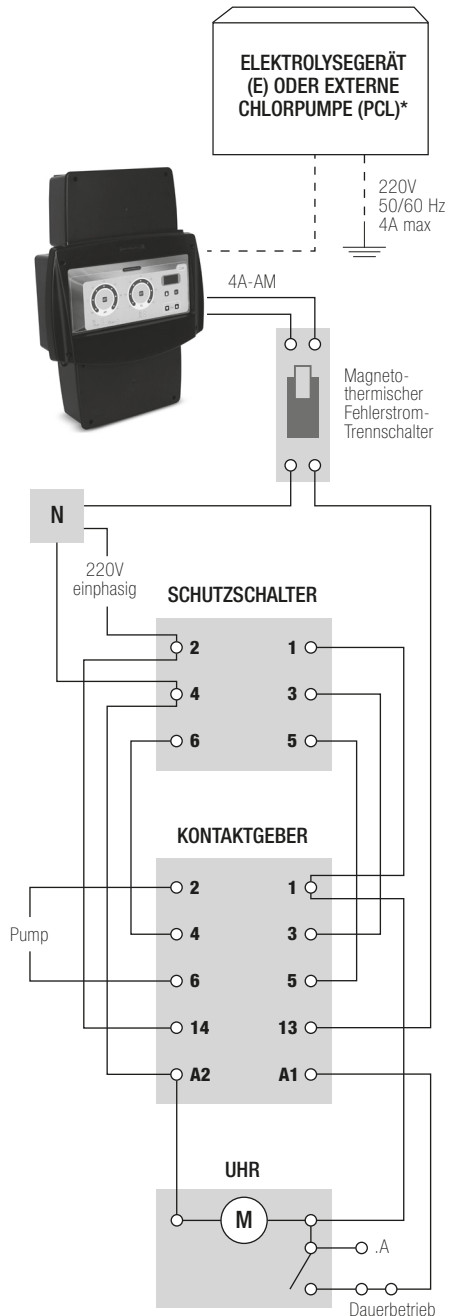 ELEKTROLYSEGERÄT
(E) ODER EXTERNE
CHLORPUMPE (PCL)*
220V
50/60 Hz
4A max
4A-AM
Magneto-
thermischer
Fehlerstrom-
Trennschalter
N
220V
einphasig
SCHUTZSCHALTER
2 1
4 3
6 5
KONTAKTGEBER
2 1
Pump
4 3
6 5
14 13
A2 A1
UHR
M
.A
Dauerbetrieb